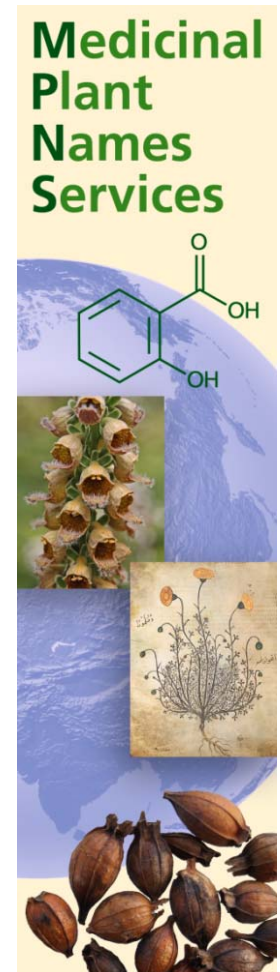 Medicinal
Plant
Names
Services
O
OH
OH